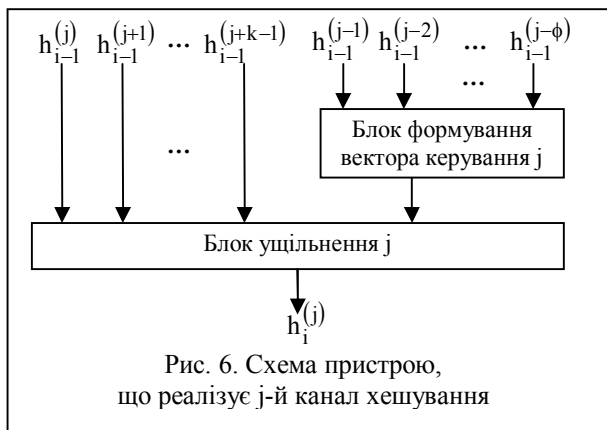 h_{i-1}^{(j)} h_{i-1}^{(j+1)} ... h_{i-1}^{(j+k-1)} h_{i-1}^{(j-1)} h_{i-1}^{(j-2)} ... h_{i-1}^{(j-ϕ)}
...
...
Блок формування
вектора керування j
Блок ущільнення j
h_i^{(j)}
Рис. 6. Схема пристрою,
що реалізує j-й канал хешування